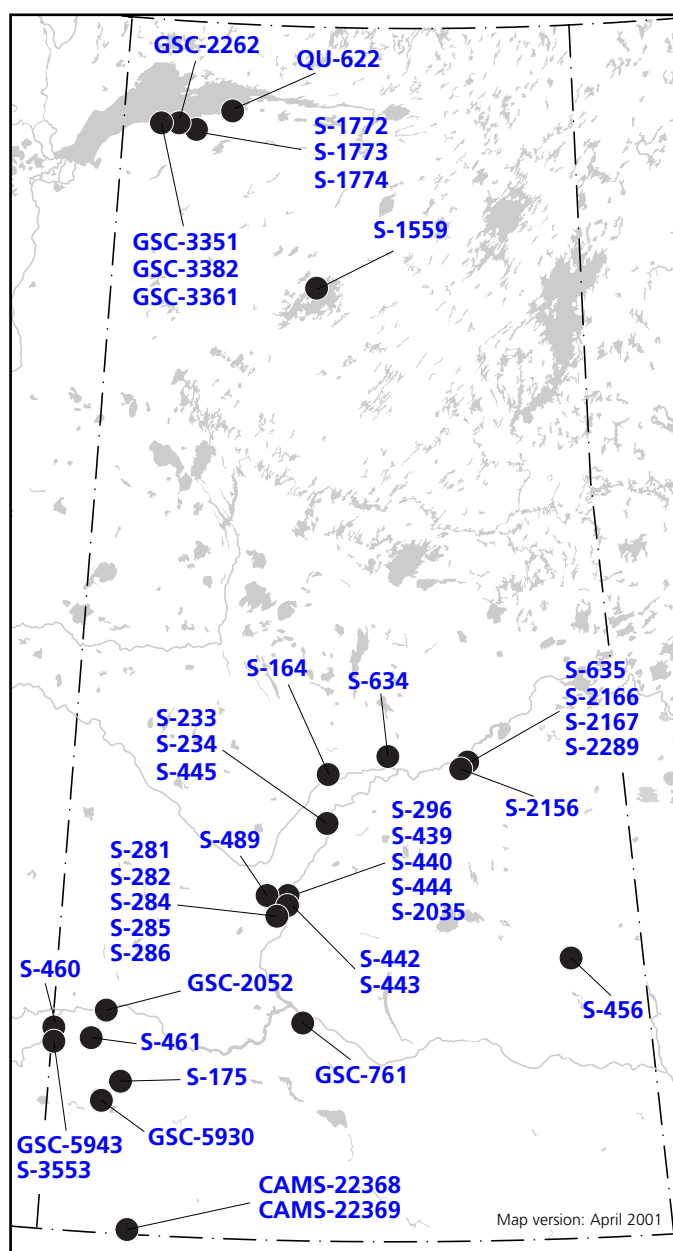 GSC-2262
QU-622
S-1772
S-1773
S-1774
GSC-3351
GSC-3382
GSC-3361
S-1559
S-164
S-634
S-635
S-2166
S-2167
S-2289
S-233
S-234
S-445
S-2156
S-296
S-439
S-440
S-444
S-2035
S-489
S-281
S-282
S-284
S-285
S-286
S-442
S-443
S-460
GSC-2052
S-456
S-461
GSC-761
S-175
GSC-5930
GSC-5943
S-3553
CAMS-22368
CAMS-22369
Map version: April 2001